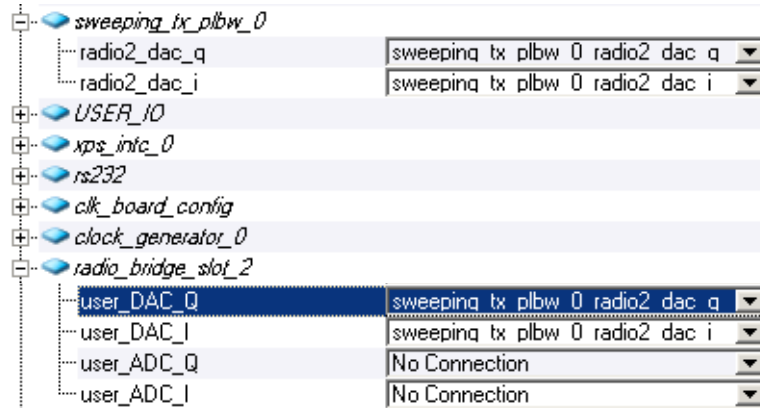 sweeping_tx_plbw_0
radio2_dac_q sweeping_tx_plbw_0_radio2_dac_q
radio2_dac_i sweeping_tx_plbw_0_radio2_dac_i
USER_IO
xps_intc_0
rs232
clk_board_config
clock_generator_0
radio_bridge_slot_2
user_DAC_Q sweeping_tx_plbw_0_radio2_dac_q
user_DAC_I sweeping_tx_plbw_0_radio2_dac_i
user_ADC_Q No Connection
user_ADC_I No Connection